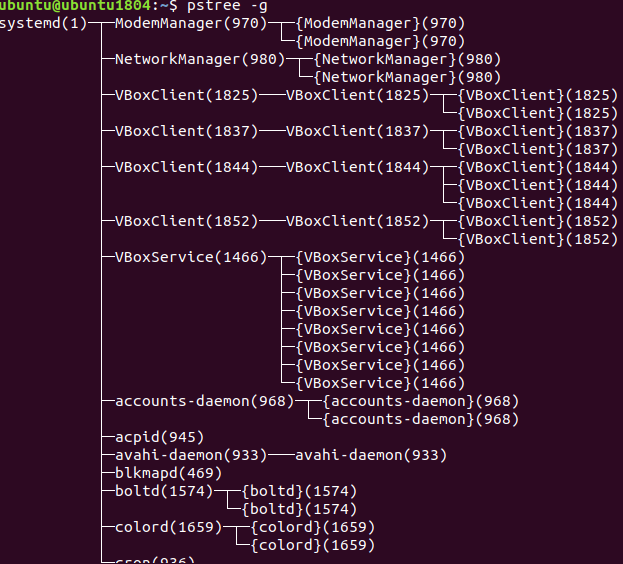 ubuntu@ubuntu1804:~$ pstree -g
systemd(1)─┬─ModemManager(970)─┬─{ModemManager}(970)
           │                   └─{ModemManager}(970)
           ├─NetworkManager(980)─┬─{NetworkManager}(980)
           │                     └─{NetworkManager}(980)
           ├─VBoxClient(1825)───VBoxClient(1825)─┬─{VBoxClient}(1825)
           │                                     └─{VBoxClient}(1825)
           ├─VBoxClient(1837)───VBoxClient(1837)─┬─{VBoxClient}(1837)
           │                                     └─{VBoxClient}(1837)
           ├─VBoxClient(1844)───VBoxClient(1844)─┬─{VBoxClient}(1844)
           │                                     ├─{VBoxClient}(1844)
           │                                     └─{VBoxClient}(1844)
           ├─VBoxClient(1852)───VBoxClient(1852)─┬─{VBoxClient}(1852)
           │                                     └─{VBoxClient}(1852)
           ├─VBoxService(1466)─┬─{VBoxService}(1466)
           │                   ├─{VBoxService}(1466)
           │                   ├─{VBoxService}(1466)
           │                   ├─{VBoxService}(1466)
           │                   ├─{VBoxService}(1466)
           │                   ├─{VBoxService}(1466)
           │                   ├─{VBoxService}(1466)
           │                   └─{VBoxService}(1466)
           ├─accounts-daemon(968)─┬─{accounts-daemon}(968)
           │                      └─{accounts-daemon}(968)
           ├─acpid(945)
           ├─avahi-daemon(933)───avahi-daemon(933)
           ├─blkmapd(469)
           ├─boltd(1574)─┬─{boltd}(1574)
           │             └─{boltd}(1574)
           ├─colord(1659)─┬─{colord}(1659)
           │              └─{colord}(1659)
           ├─cron(936)